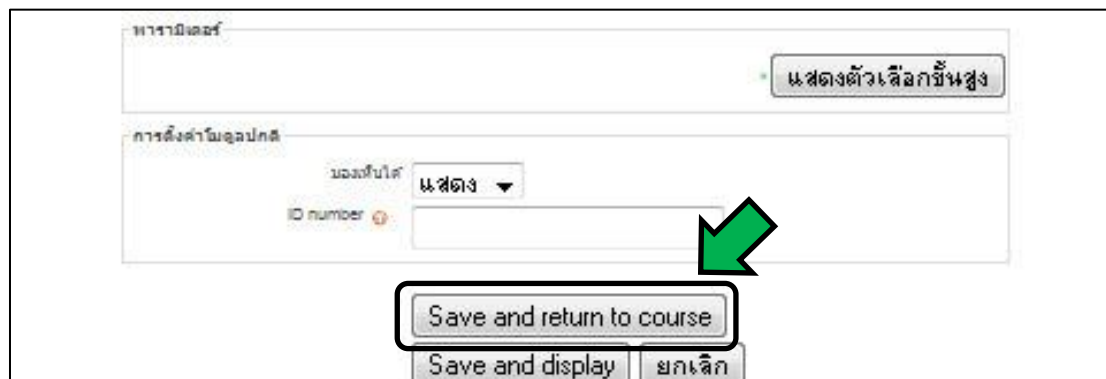 พารามิเตอร์
* แสดงตัวเลือกขั้นสูง
การตั้งค่าโมดูลปกติ
มองเห็นได้ แสดง
ID number
Save and return to course
Save and display ยกเลิก